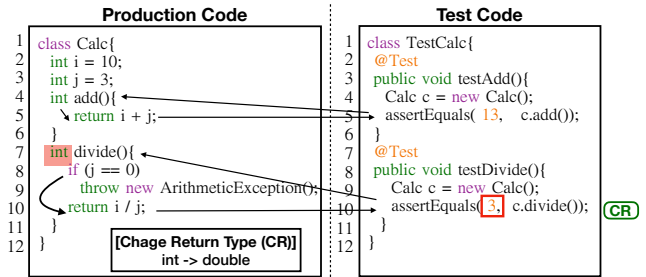 Production Code
1 class Calc{
2 int i = 10;
3 int j = 3;
4 int add(){
5 return i + j;
6 }
7 int divide(){
8 if (j == 0)
9 throw new ArithmeticException();
10 return i / j;
11 }
12 }
[Chage Return Type (CR)]
int -> double
Test Code
1 class TestCalc{
2 @Test
3 public void testAdd(){
4 Calc c = new Calc();
5 assertEquals( 13, c.add());
6 }
7 @Test
8 public void testDivide(){
9 Calc c = new Calc();
10 assertEquals( 3, c.divide());
11 }
12 }
CR